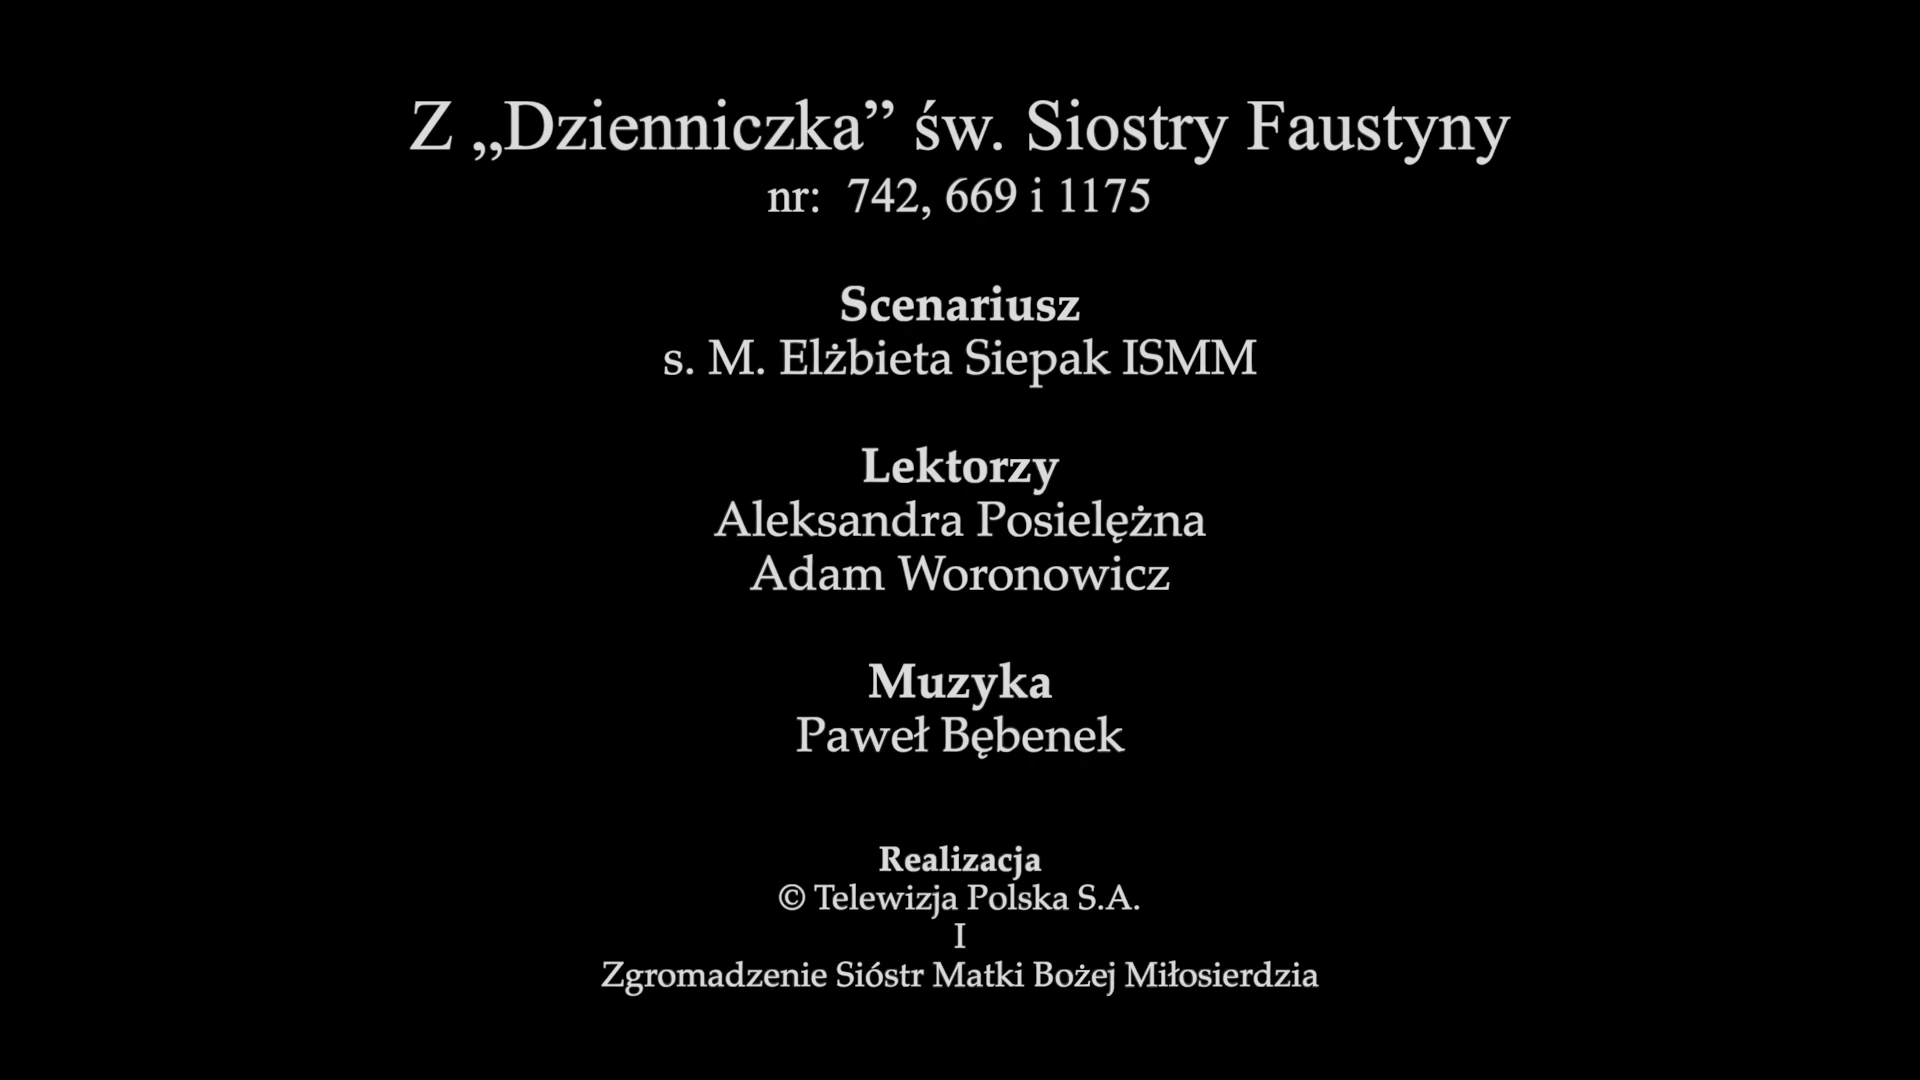 Z „Dzienniczka” św. Siostry Faustyny
nr: 742, 669 i 1175
Scenariusz
s. M. Elżbieta Siepak ISMM
Lektorzy
Aleksandra Posielężna
Adam Woronowicz
Muzyka
Paweł Bębenek
Realizacja
© Telewizja Polska S.A.
I
Zgromadzenie Sióstr Matki Bożej Miłosierdzia